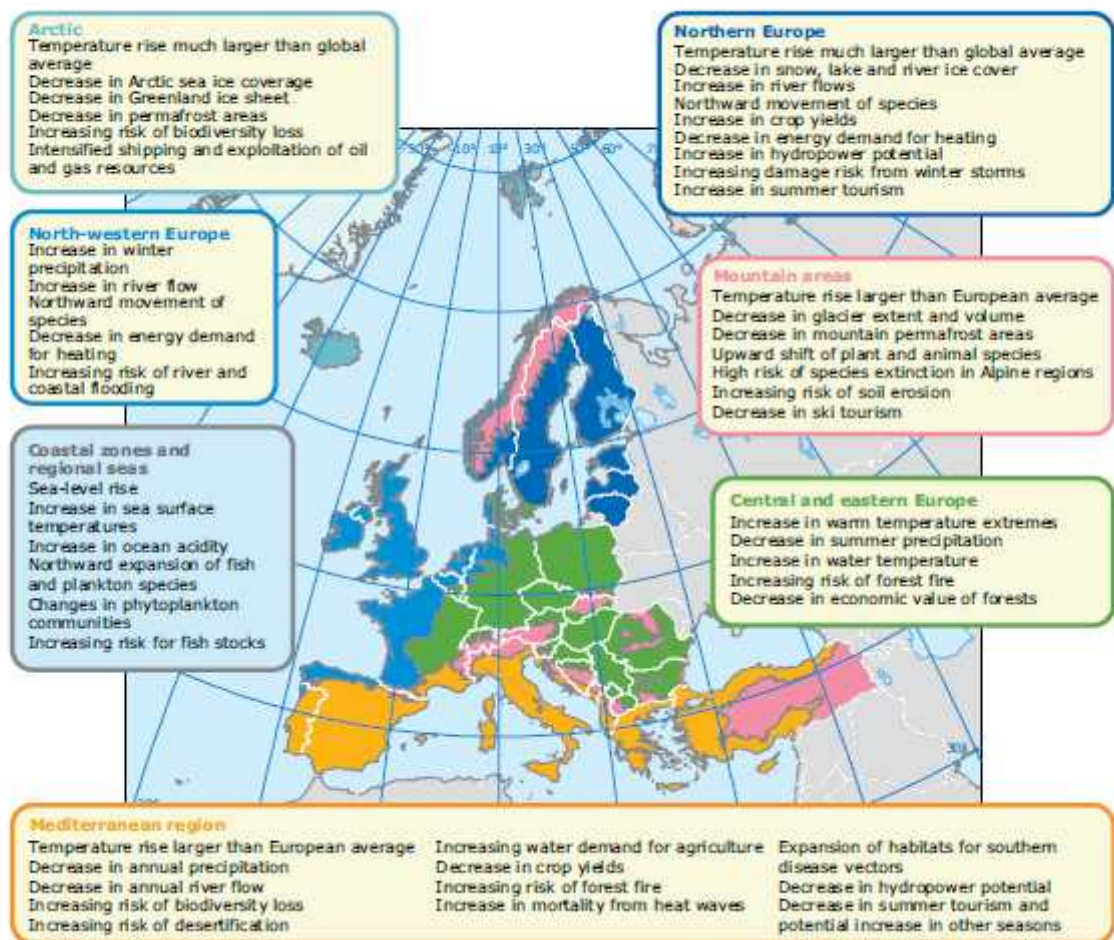 Arctic
Temperature rise much larger than global
average
Decrease in Arctic sea ice coverage
Decrease in Greenland ice sheet
Decrease in permafrost areas
Increasing risk of biodiversity loss
Intensified shipping and exploitation of oil
and gas resources
Northern Europe
Temperature rise much larger than global average
Decrease in snow, lake and river ice cover
Increase in river flows
Northward movement of species
Increase in crop yields
Decrease in energy demand for heating
Increase in hydropower potential
Increasing damage risk from winter storms
Increase in summer tourism
10° 30° 50° 60°
North-western Europe
Increase in winter
precipitation
Increase in river flow
Northward movement of
species
Decrease in energy demand
for heating
Increasing risk of river and
coastal flooding
Mountain areas
Temperature rise larger than European average
Decrease in glacier extent and volume
Decrease in mountain permafrost areas
Upward shift of plant and animal species
High risk of species extinction in Alpine regions
Increasing risk of soil erosion
Decrease in ski tourism
Coastal zones and
regional seas
Sea-level rise
Increase in sea surface
temperatures
Increase in ocean acidity
Northward expansion of fish
and plankton species
Changes in phytoplankton
communities
Increasing risk for fish stocks
Central and eastern Europe
Increase in warm temperature extremes
Decrease in summer precipitation
Increase in water temperature
Increasing risk of forest fire
Decrease in economic value of forests
Mediterranean region
Temperature rise larger than European average
Decrease in annual precipitation
Decrease in annual river flow
Increasing risk of biodiversity loss
Increasing risk of desertification
Increasing water demand for agriculture
Decrease in crop yields
Increasing risk of forest fire
Increase in mortality from heat waves
Expansion of habitats for southern
disease vectors
Decrease in hydropower potential
Decrease in summer tourism and
potential increase in other seasons